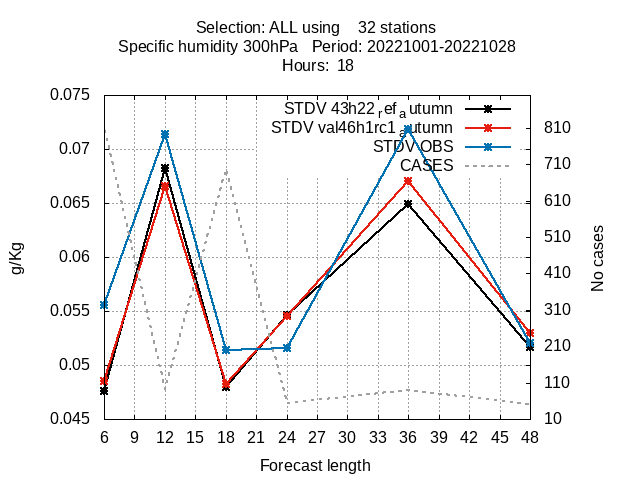 Selection: ALL using    32 stations
Specific humidity 300hPa   Period: 20221001-20221028
Hours:  18
STDV 43h22_ref_autumn
STDV val46h1rc1_autumn
STDV OBS
CASES
0.075
0.07
0.065
0.06
0.055
0.05
0.045
g/Kg
810
710
610
510
410
310
210
110
10
No cases
6 9 12 15 18 21 24 27 30 33 36 39 42 45 48
Forecast length